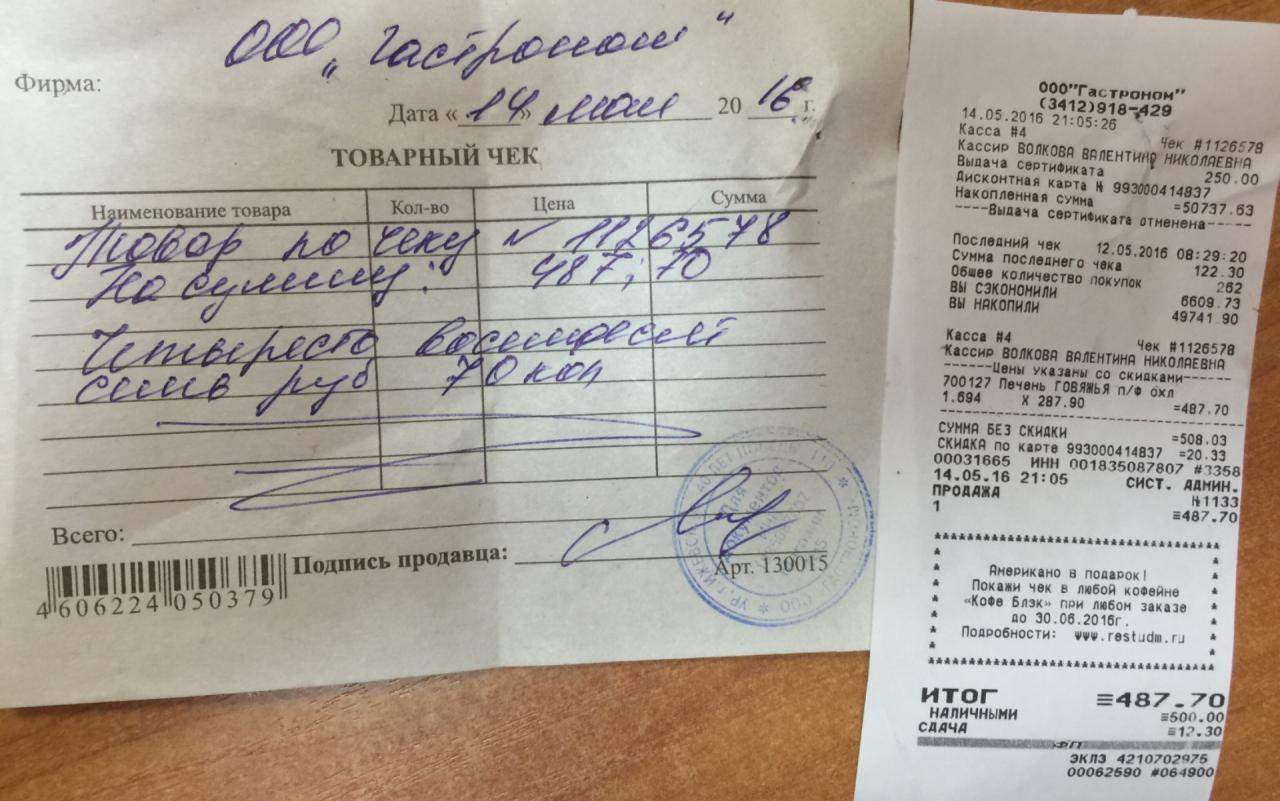 ООО "Гастроном"
Фирма:
Дата « 14 » мая 20 16 г.
ТОВАРНЫЙ ЧЕК
Наименование товара Кол-во Цена Сумма
Товар по чеку № 1126578
На сумму: 487,70
Четыреста восемдесят
семь руб 70 коп
Всего:
Подпись продавца:
Арт. 130015
4 606224 050379
Для документов
ООО"Гастроном"
(3412)918-429
14.05.2016 21:05:26
Касса #4 Чек #1126578
Кассир ВОЛКОВА ВАЛЕНТИНА НИКОЛАЕВНА
Выдача сертификата 250.00
Дисконтная карта № 993000414837
Накопленная сумма =50737.63
----Выдача сертификата отменена-----
Последний чек 12.05.2016 08:29:20
Сумма последнего чека 122.30
Общее количество покупок 262
ВЫ СЭКОНОМИЛИ 6609.73
ВЫ НАКОПИЛИ 49741.90
Касса #4 Чек #1126578
Кассир ВОЛКОВА ВАЛЕНТИНА НИКОЛАЕВНА
------Цены указаны со скидками------
700127 Печень ГОВЯЖЬЯ п/ф охл
1.694 X 287.90 =487.70
СУММА БЕЗ СКИДКИ =508.03
СКИДКА ПО КАРТЕ 993000414837 =20.33
00031665 ИНН 001835087807 #3358
14.05.16 21:05 СИСТ. АДМИН.
ПРОДАЖА №1133
1 ≡487.70
Американо в подарок!
Покажи чек в любой кофейне
«Кофе Блэк» при любом заказе
до 30.06.2016г.
Подробности: www.restudm.ru
ИТОГ ≡487.70
НАЛИЧНЫМИ ≡500.00
СДАЧА ≡12.30
ФП
ЭКЛЗ 4210702975
00062590 #064900